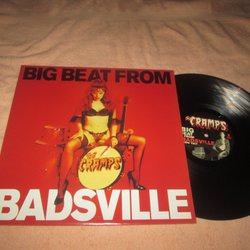 BIG BEAT FROM
THE
CRAMPS
BADSVILLE
THE CRAMPS
BIG
BEAT
FROM
BADSVILLE